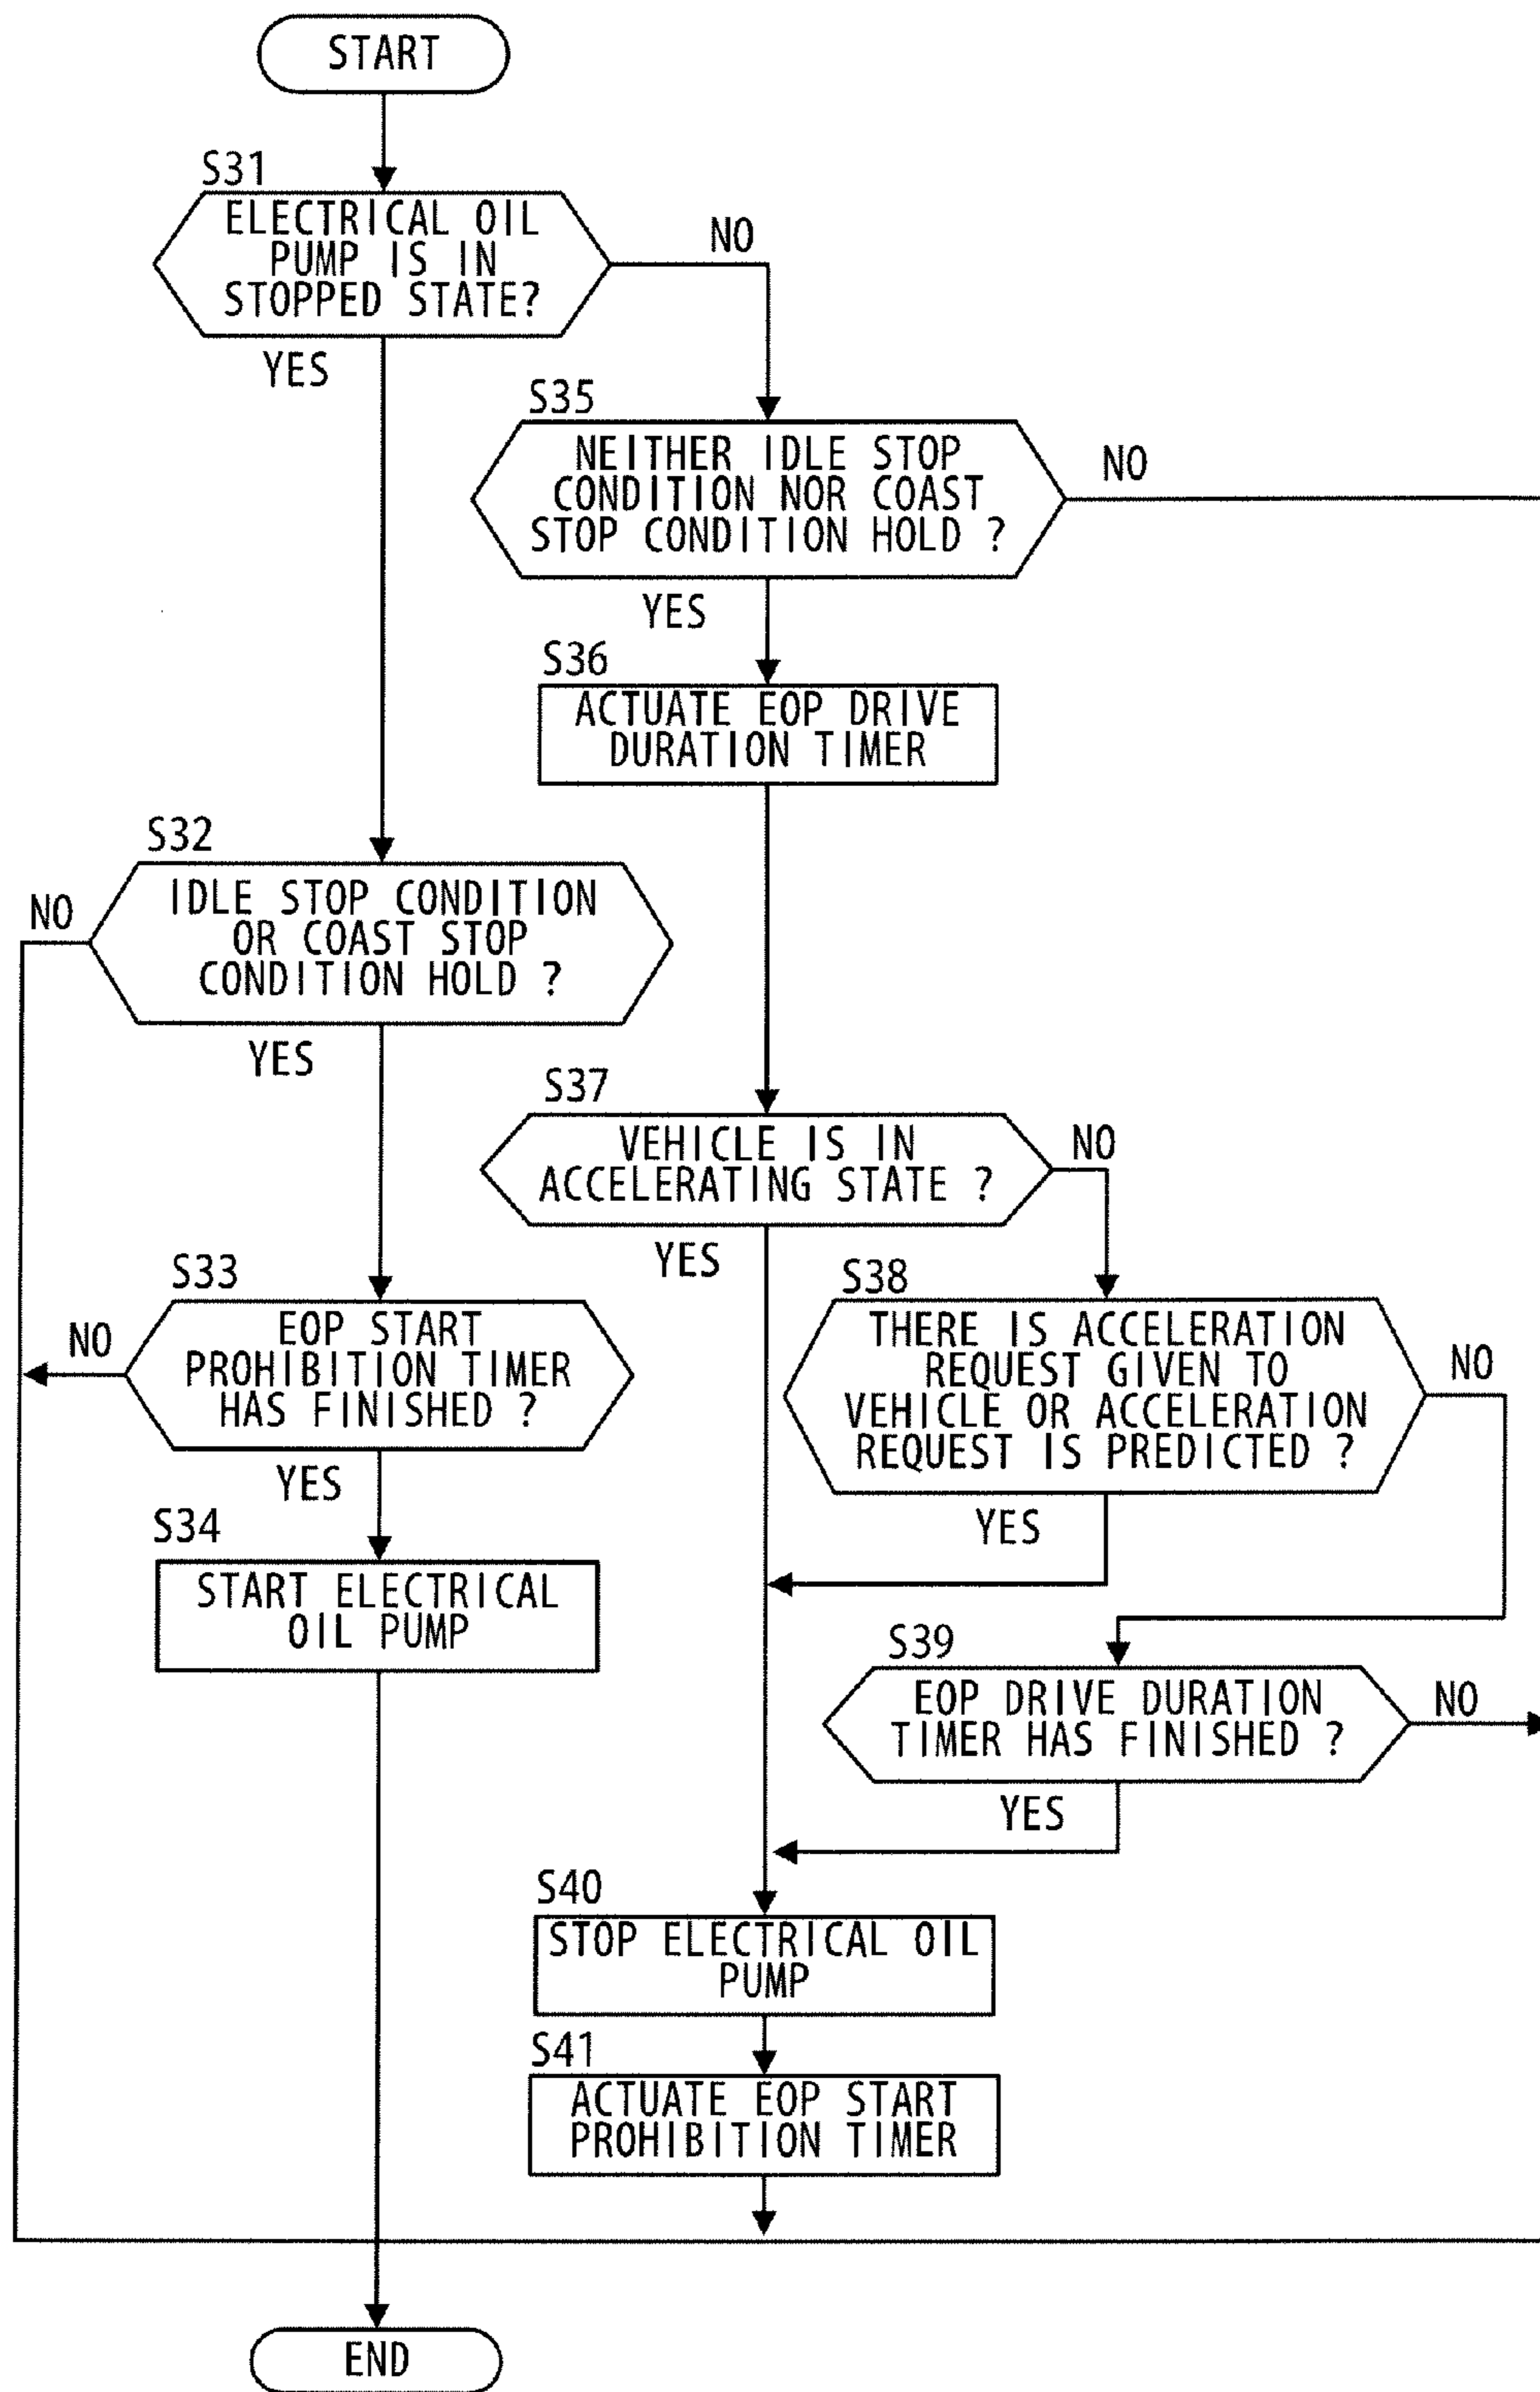 START
S31
ELECTRICAL OIL
PUMP IS IN
STOPPED STATE?
NO
YES
S35
NEITHER IDLE STOP
CONDITION NOR COAST
STOP CONDITION HOLD ?
NO
YES
S36
ACTUATE EOP DRIVE
DURATION TIMER
S32
IDLE STOP CONDITION
OR COAST STOP
CONDITION HOLD ?
NO
YES
S37
VEHICLE IS IN
ACCELERATING STATE ?
NO
YES
S33
EOP START
PROHIBITION TIMER
HAS FINISHED ?
NO
YES
S38
THERE IS ACCELERATION
REQUEST GIVEN TO
VEHICLE OR ACCELERATION
REQUEST IS PREDICTED ?
NO
YES
S34
START ELECTRICAL
OIL PUMP
S39
EOP DRIVE DURATION
TIMER HAS FINISHED ?
NO
YES
S40
STOP ELECTRICAL OIL
PUMP
S41
ACTUATE EOP START
PROHIBITION TIMER
END